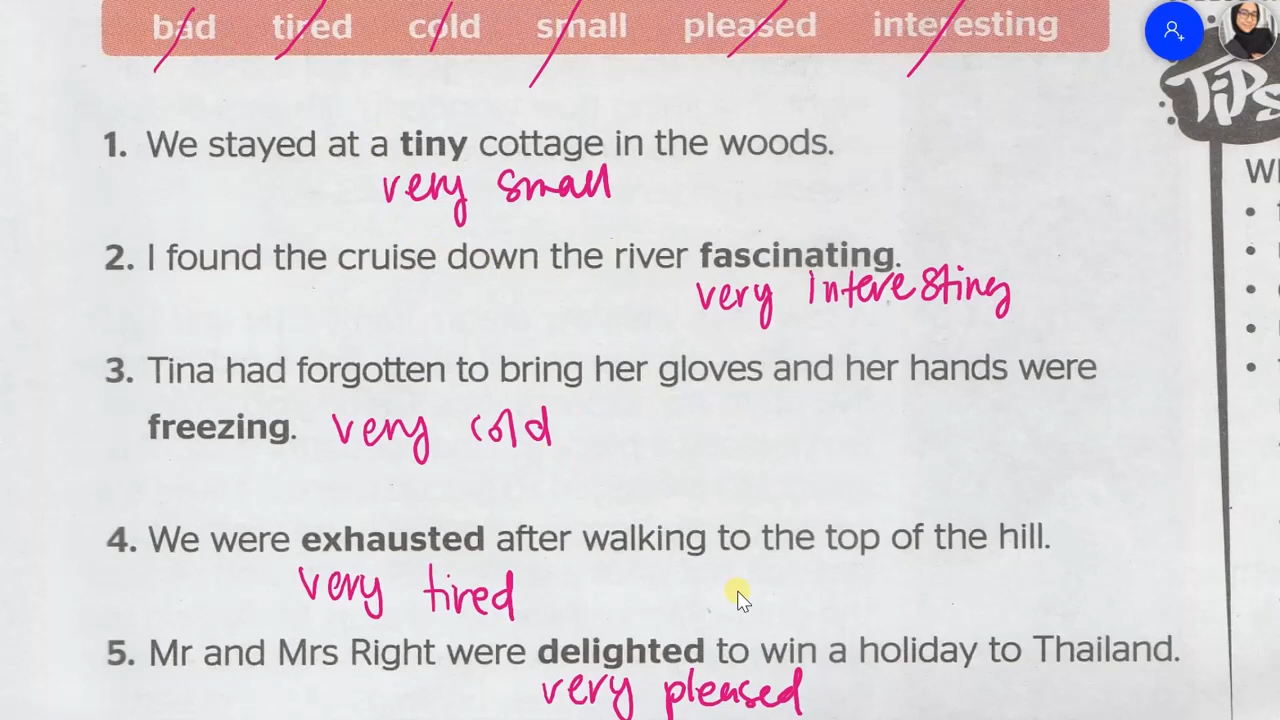 bad tired cold small pleased interesting
TiPs
1. We stayed at a tiny cottage in the woods.
very small
2. I found the cruise down the river fascinating.
very interesting
3. Tina had forgotten to bring her gloves and her hands were
freezing. very cold
4. We were exhausted after walking to the top of the hill.
very tired
5. Mr and Mrs Right were delighted to win a holiday to Thailand.
very pleased